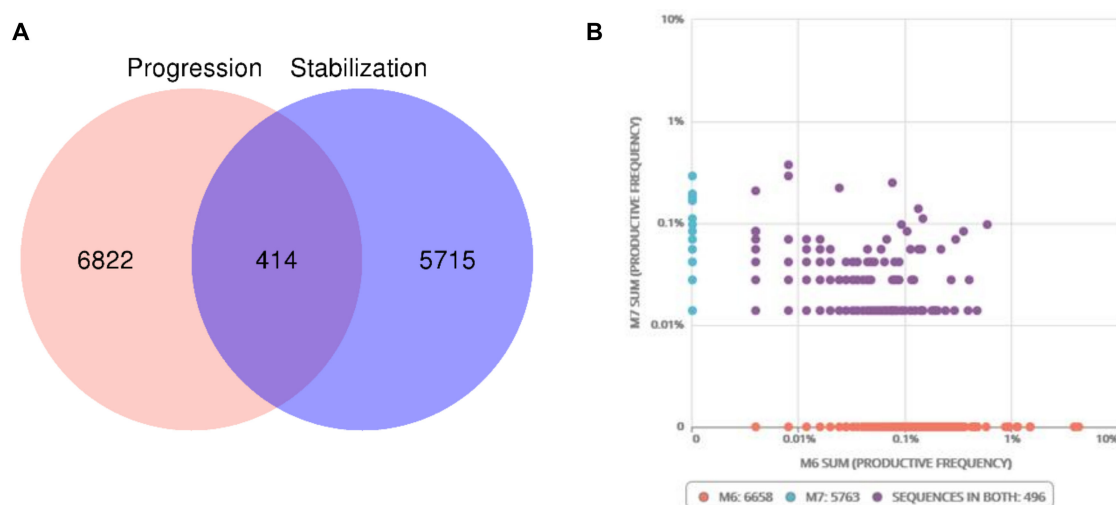 A
Progression Stabilization
6822 414 5715
B
M7 SUM (PRODUCTIVE FREQUENCY)
10%
1%
0.1%
0.01%
0
0 0.01% 0.1% 1% 10%
M6 SUM (PRODUCTIVE FREQUENCY)
M6: 6658 M7: 5763 SEQUENCES IN BOTH: 496